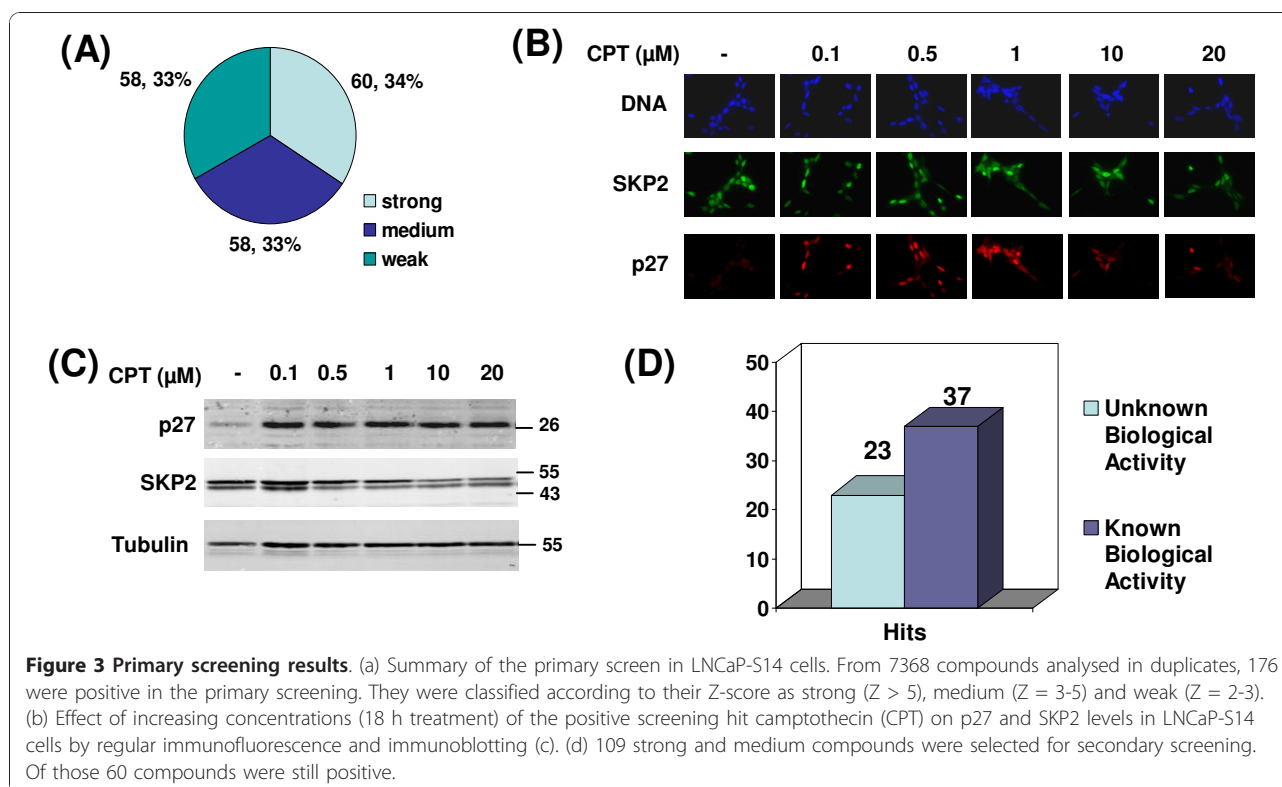 (A)
58, 33%
60, 34%
58, 33%
strong
medium
weak
(B)
CPT (µM) - 0.1 0.5 1 10 20
DNA
SKP2
p27
(C)
CPT (µM) - 0.1 0.5 1 10 20
p27
26
SKP2
55
43
Tubulin
55
(D)
50
40
30
20
10
0
23
37
Hits
Unknown
Biological
Activity
Known
Biological
Activity
Figure 3 Primary screening results. (a) Summary of the primary screen in LNCaP-S14 cells. From 7368 compounds analysed in duplicates, 176
were positive in the primary screening. They were classified according to their Z-score as strong (Z > 5), medium (Z = 3-5) and weak (Z = 2-3).
(b) Effect of increasing concentrations (18 h treatment) of the positive screening hit camptothecin (CPT) on p27 and SKP2 levels in LNCaP-S14
cells by regular immunofluorescence and immunoblotting (c). (d) 109 strong and medium compounds were selected for secondary screening.
Of those 60 compounds were still positive.